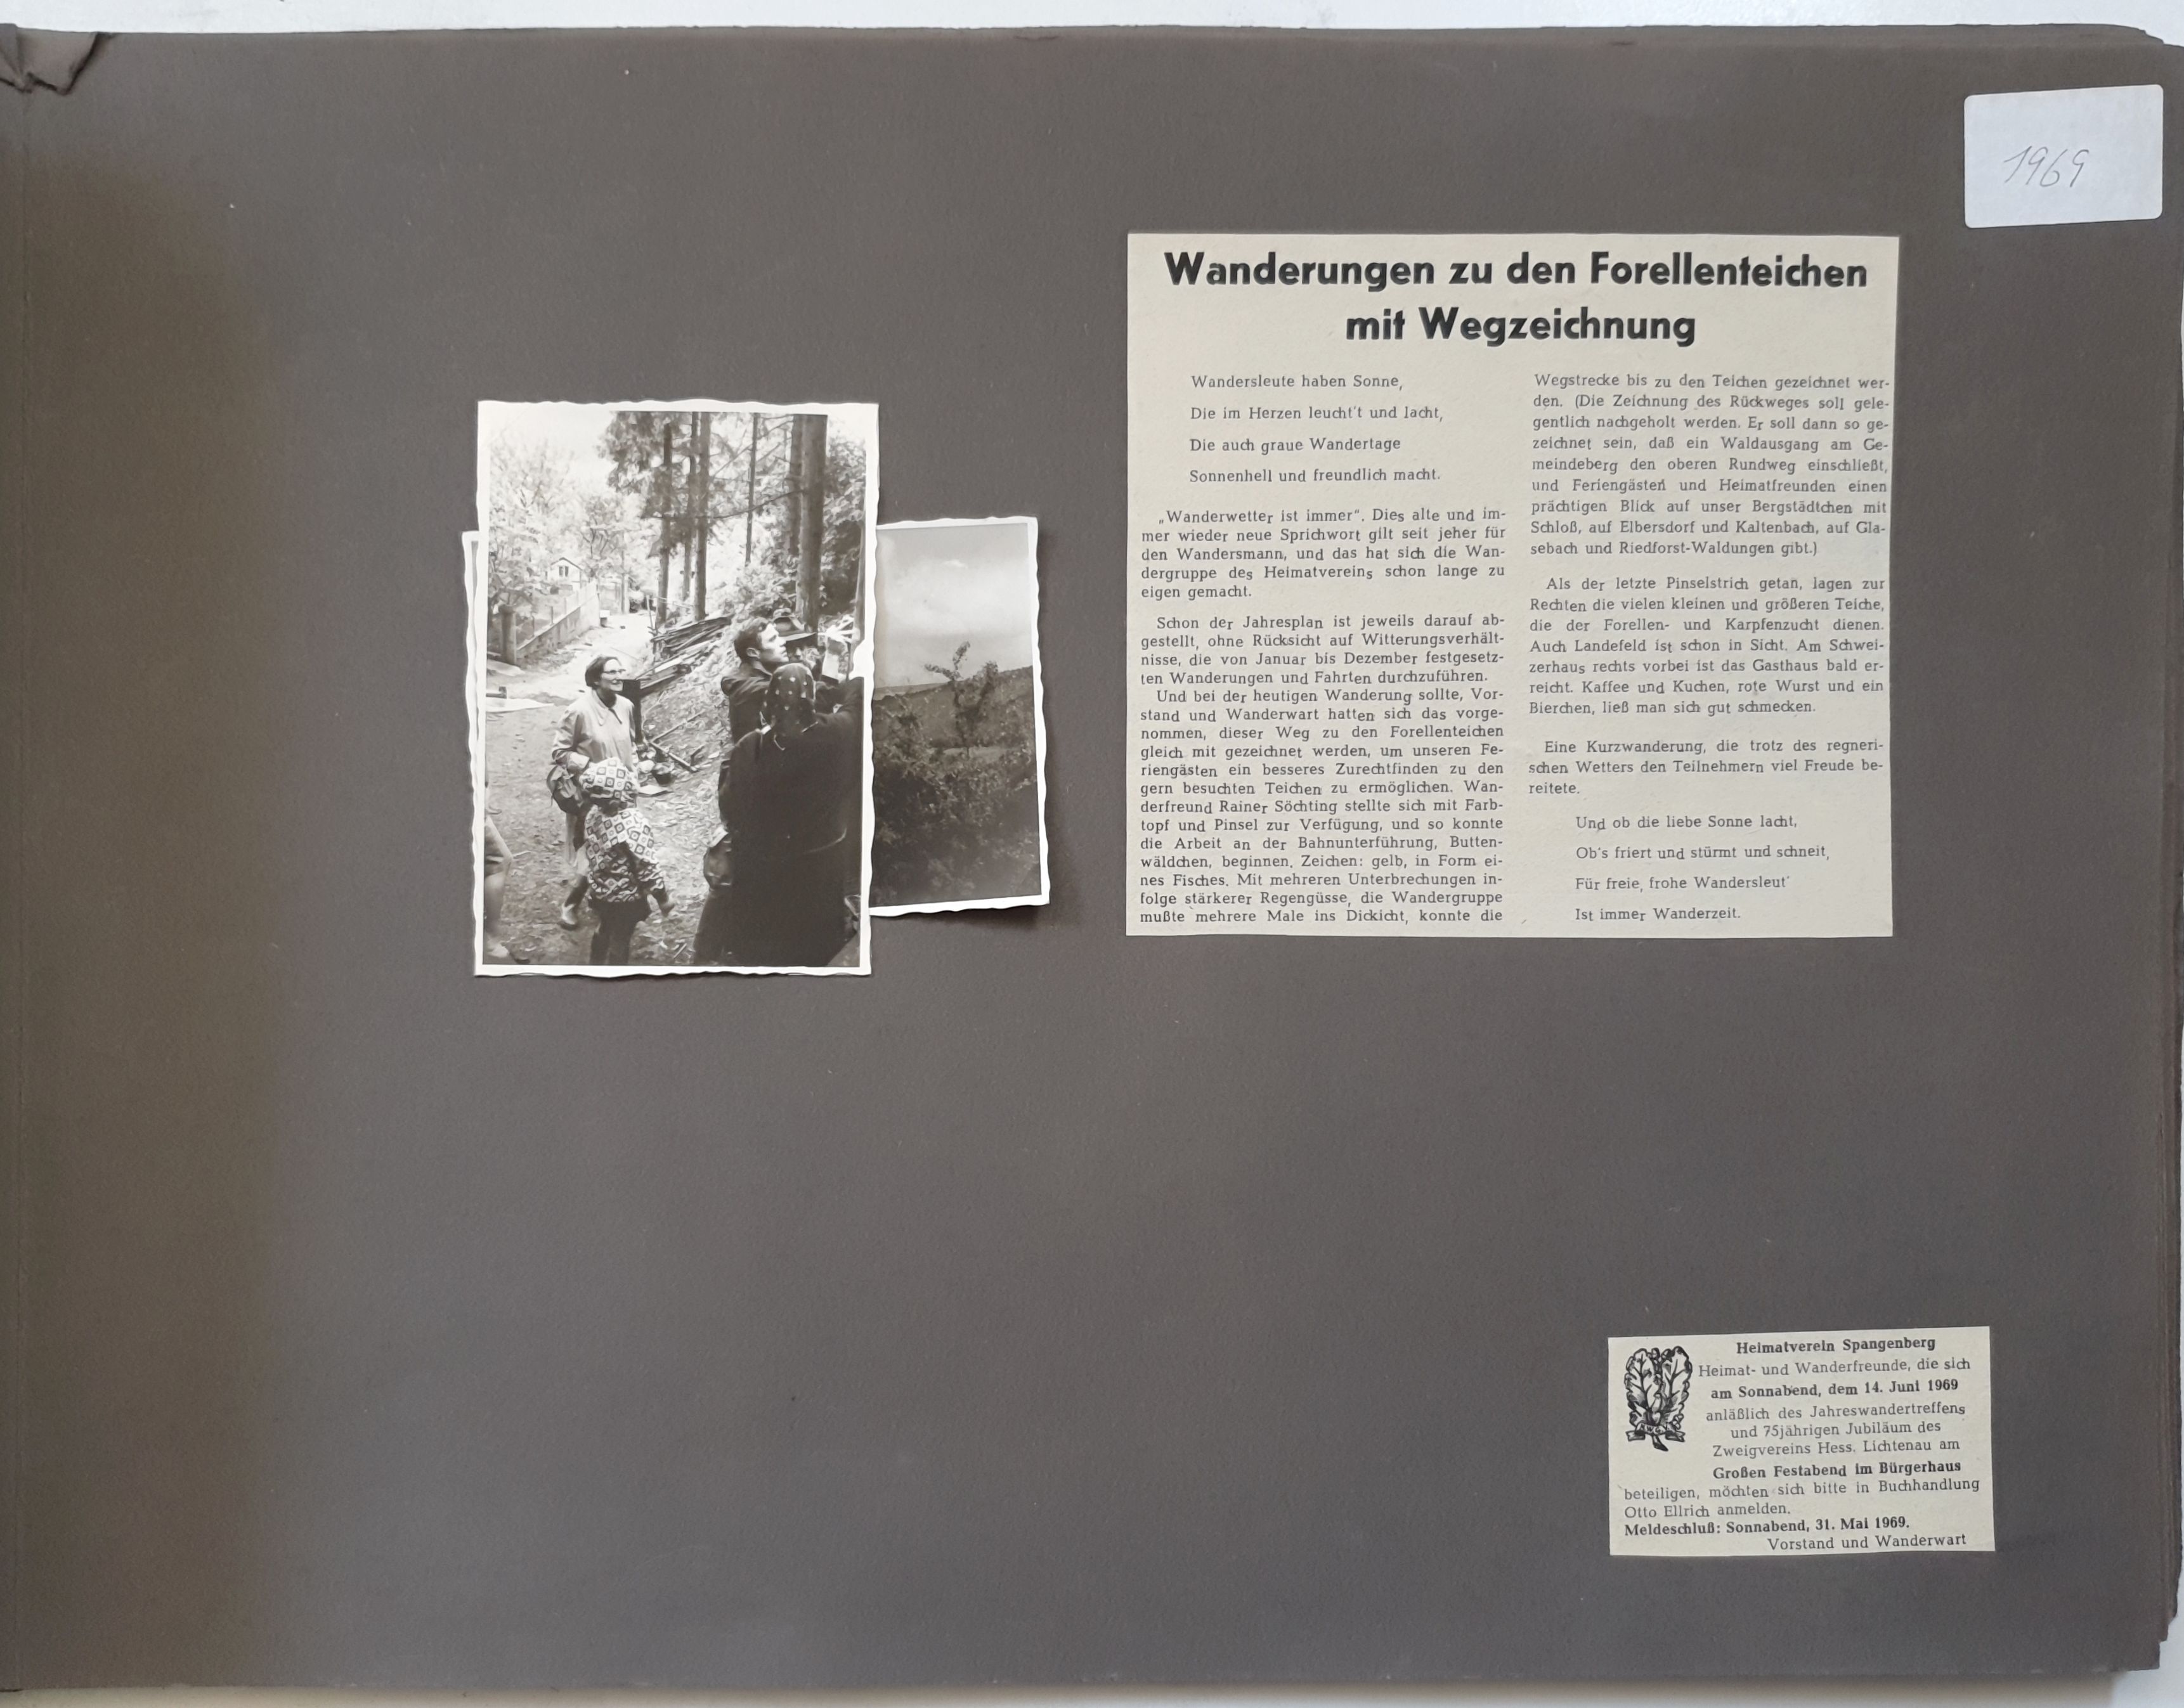 1969
Wanderungen zu den Forellenteichen
mit Wegzeichnung
Wandersleute haben Sonne,
Die im Herzen leucht't und lacht,
Die auch graue Wandertage
Sonnenhell und freundlich macht.
„Wanderwetter ist immer“. Dies alte und im-
mer wieder neue Sprichwort gilt seit jeher für
den Wandersmann, und das hat sich die Wan-
dergruppe des Heimatvereins schon lange zu
eigen gemacht.
Schon der Jahresplan ist jeweils darauf ab-
gestellt, ohne Rücksicht auf Witterungsverhält-
nisse, die von Januar bis Dezember festgesetz-
ten Wanderungen und Fahrten durchzuführen.
Und bei der heutigen Wanderung sollte, Vor-
stand und Wanderwart hatten sich das vorge-
nommen, dieser Weg zu den Forellenteichen
gleich mit gezeichnet werden, um unseren Fe-
riengästen ein besseres Zurechtfinden zu den
gern besuchten Teichen zu ermöglichen. Wan-
derfreund Rainer Söchting stellte sich mit Farb-
topf und Pinsel zur Verfügung, und so konnte
die Arbeit an der Bahnunterführung, Butten-
wäldchen, beginnen. Zeichen: gelb, in Form ei-
nes Fisches. Mit mehreren Unterbrechungen in-
folge stärkerer Regengüsse, die Wandergruppe
mußte mehrere Male ins Dickicht, konnte die
Wegstrecke bis zu den Teichen gezeichnet wer-
den. (Die Zeichnung des Rückweges soll gele-
gentlich nachgeholt werden. Er soll dann so ge-
zeichnet sein, daß ein Waldausgang am Ge-
meindeberg den oberen Rundweg einschließt,
und Feriengästen und Heimatfreunden einen
prächtigen Blick auf unser Bergstädtchen mit
Schloß, auf Elbersdorf und Kaltenbach, auf Gla-
sebach und Riedforst-Waldungen gibt.)
Als der letzte Pinselstrich getan, lagen zur
Rechten die vielen kleinen und größeren Teiche,
die der Forellen- und Karpfenzucht dienen.
Auch Landefeld ist schon in Sicht. Am Schwei-
zerhaus rechts vorbei ist das Gasthaus bald er-
reicht. Kaffee und Kuchen, rote Wurst und ein
Bierchen, ließ man sich gut schmecken.
Eine Kurzwanderung, die trotz des regneri-
schen Wetters den Teilnehmern viel Freude be-
reitete.
Und ob die liebe Sonne lacht,
Ob's friert und stürmt und schneit,
Für freie, frohe Wandersleut'
Ist immer Wanderzeit.
Heimatverein Spangenberg
Heimat- und Wanderfreunde, die sich
am Sonnabend, dem 14. Juni 1969
anläßlich des Jahreswandertreffens
und 75jährigen Jubiläum des
Zweigvereins Hess. Lichtenau am
Großen Festabend im Bürgerhaus
beteiligen, möchten sich bitte in Buchhandlung
Otto Ellrich anmelden.
Meldeschluß: Sonnabend, 31. Mai 1969.
Vorstand und Wanderwart